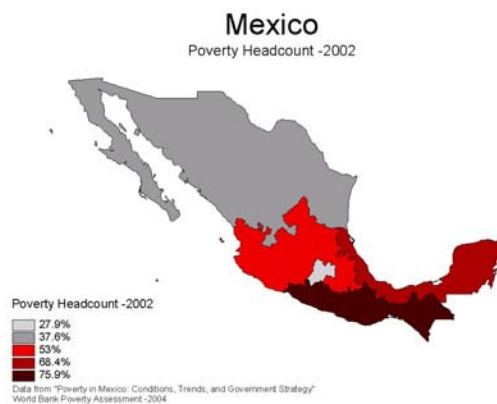 Mexico
Poverty Headcount -2002
Poverty Headcount -2002
27.9%
37.6%
53%
68.4%
75.9%
Data from "Poverty in Mexico: Conditions, Trends, and Government Strategy"
World Bank Poverty Assessment -2004